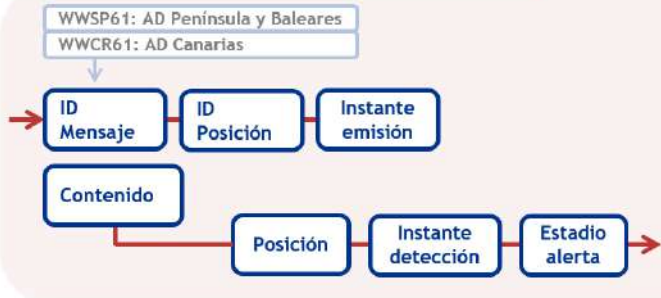 WWSP61: AD Península y Baleares
WWCR61: AD Canarias
ID
Mensaje
ID
Posición
Instante
emisión
Contenido
Posición
Instante
detección
Estadio
alerta